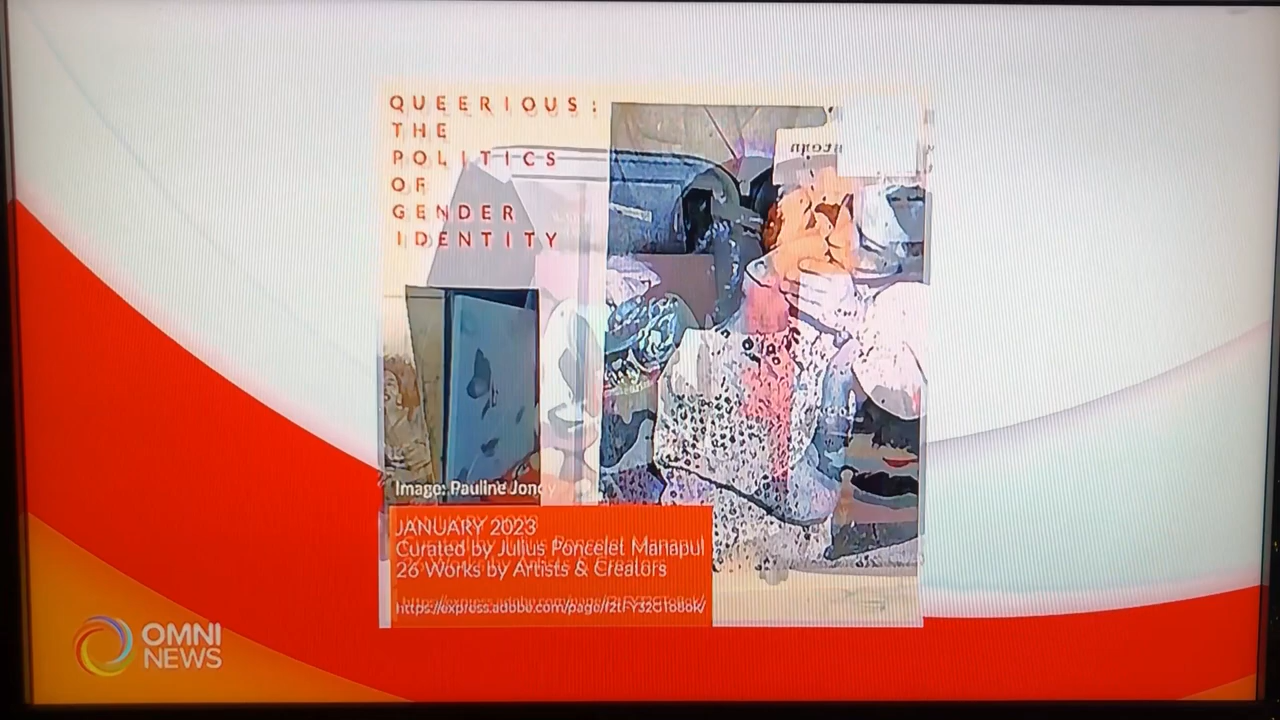 QUEERIOUS:
THE
POLITICS
OF
GENDER
IDENTITY
Image: Pauline
JANUARY 2023
Curated by Julius Poncelet Manapul
26 Works by Artists & Creators
OMNI
NEWS